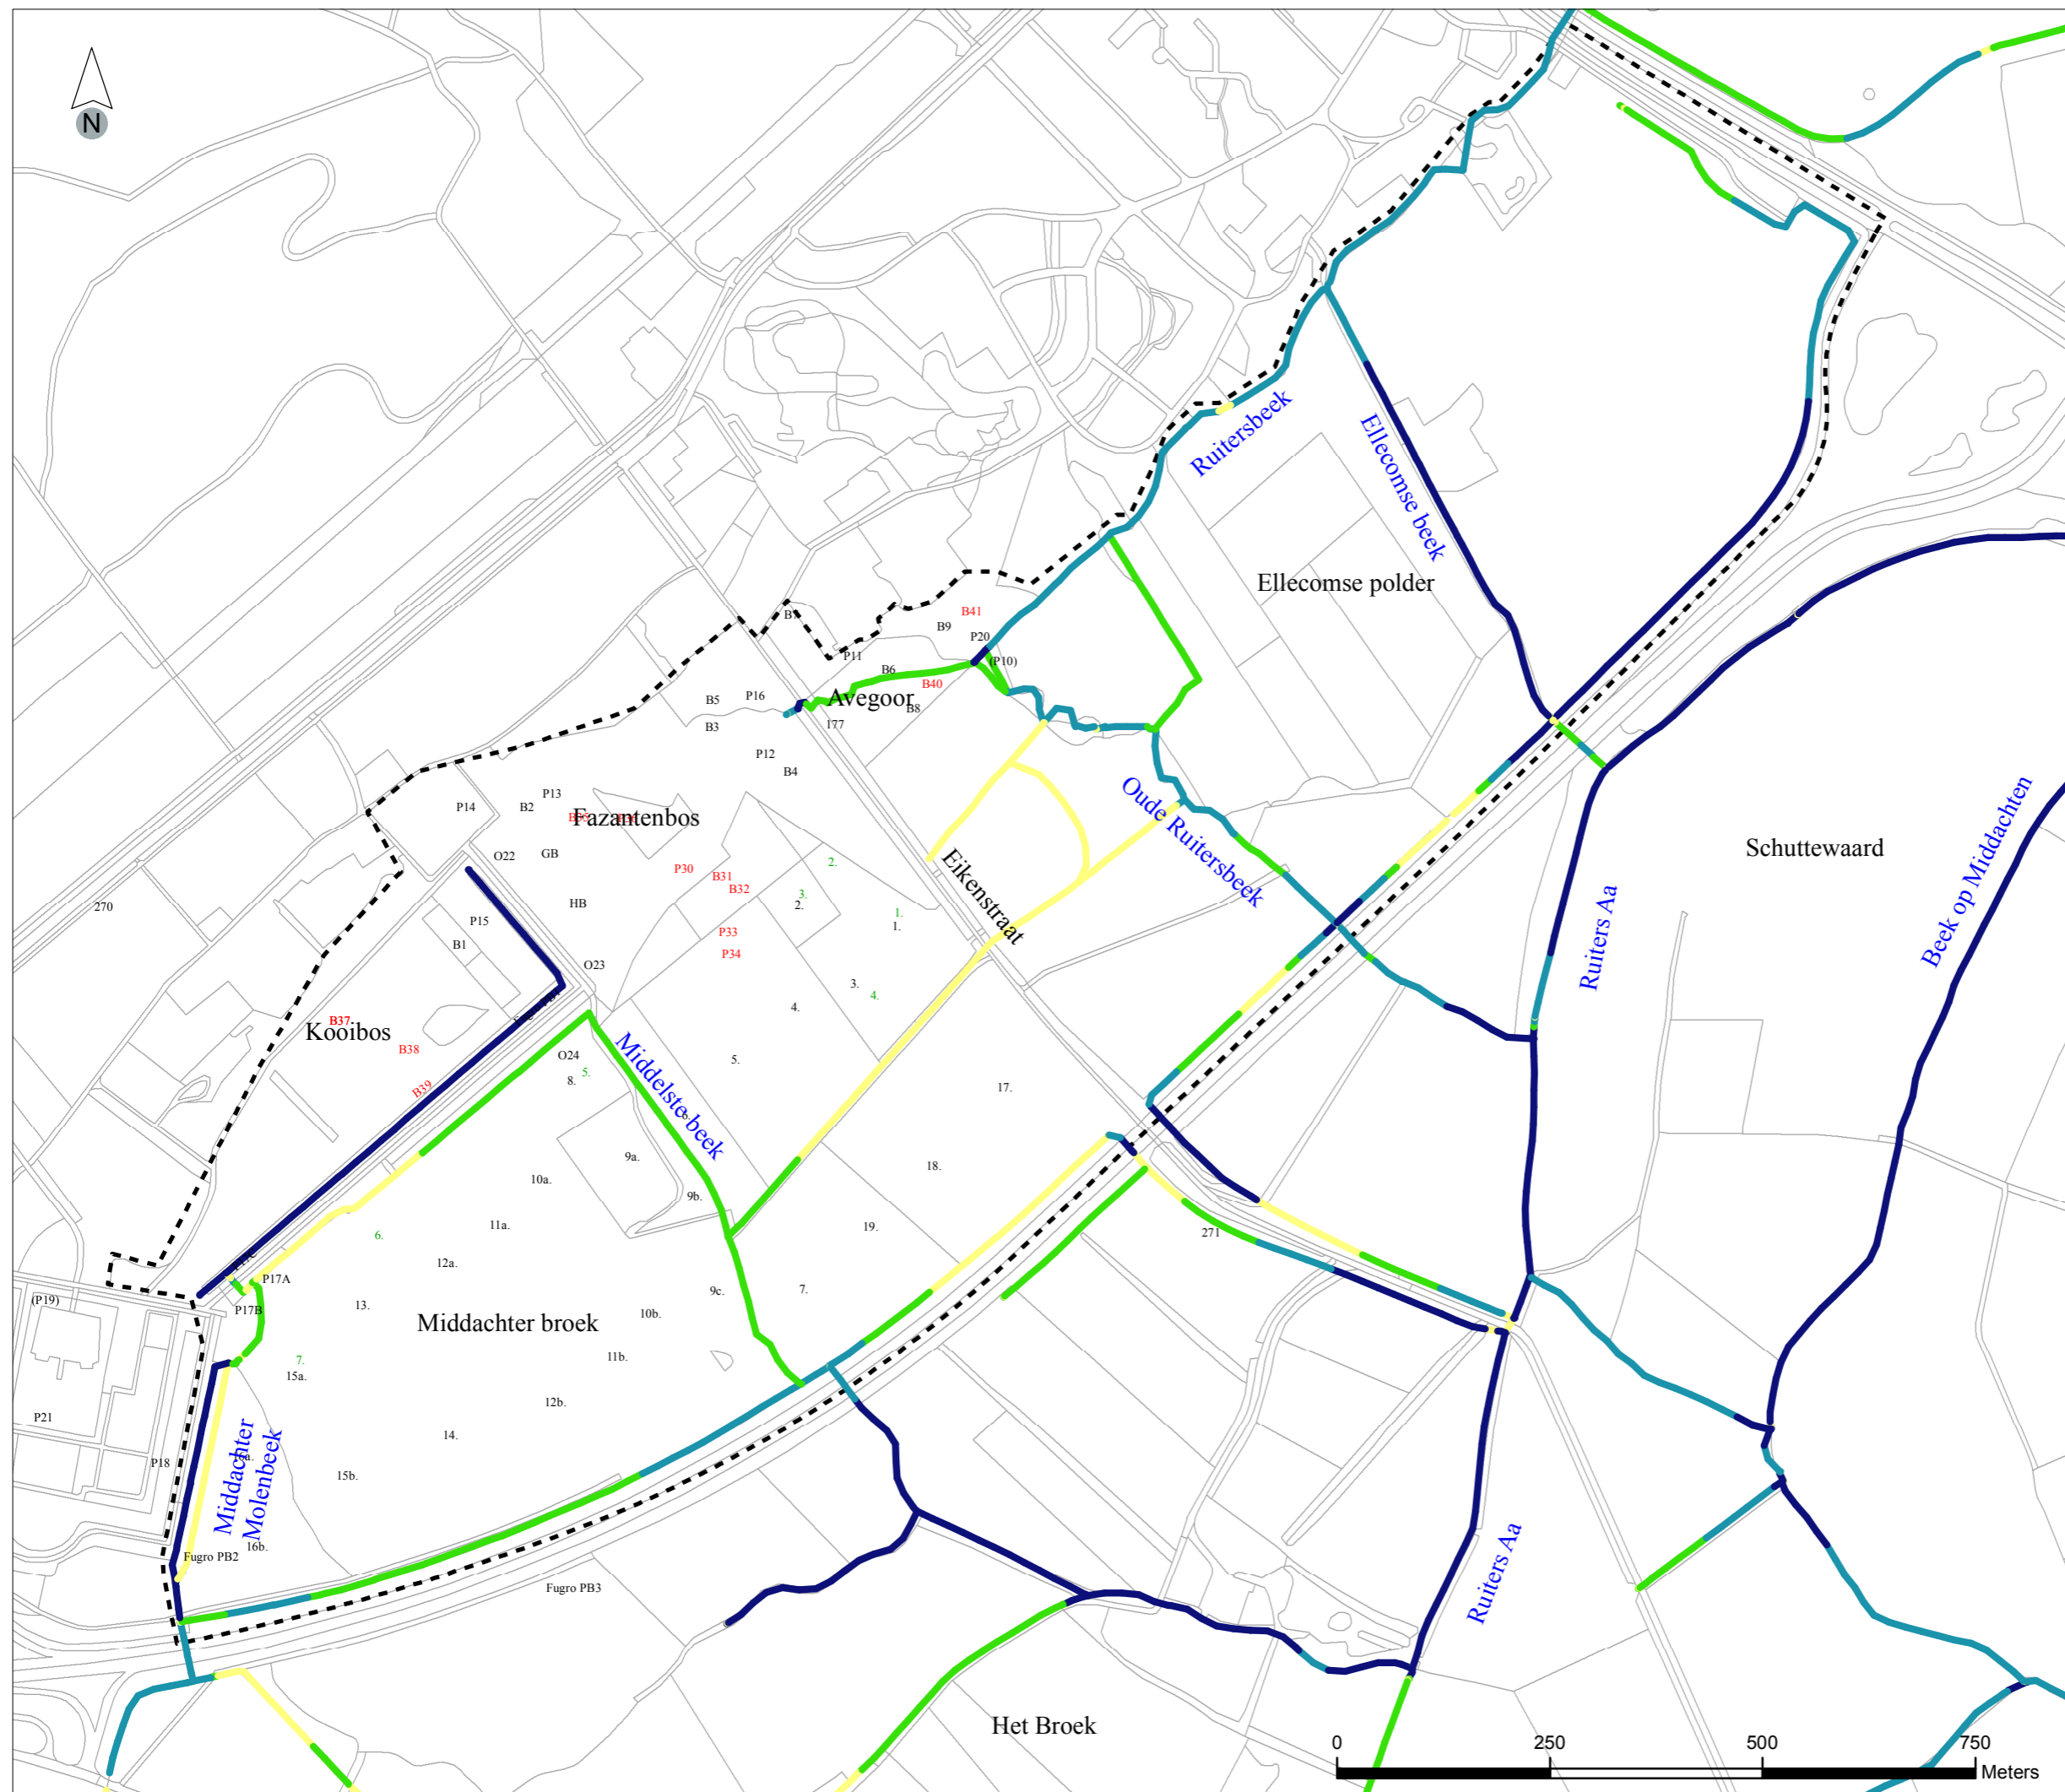 N
Ruitersbeek
Ellecomse beek
Ellecomse polder
B7
B41
B9
P20
P11
(P10)
B6
B40
B5
P16
Avegoor
B8
B3
177
P12
B4
Oude Ruitersbeek
P13
P14
B2
Fazantenbos
Schuttewaard
Beek op Middachten
O22
GB
Eikenstraat
2.
P30
B31
B32
3.
2.
270
HB
1.
1.
P15
P33
B1
P34
Ruiters Aa
O23
3.
4.
4.
B37
Kooibos
B38
Middelste beek
O24
5.
5.
8.
B39
17.
6.
9a.
18.
10a.
9b.
11a.
19.
271
6.
12a.
P17A
9c.
7.
(P19)
P17B
13.
10b.
Middachter broek
7.
11b.
15a.
12b.
P21
14.
Middachter
Molenbeek
P18
15b.
16b.
Fugro PB2
Fugro PB3
Ruiters Aa
Het Broek
0
250
500
750
Meters